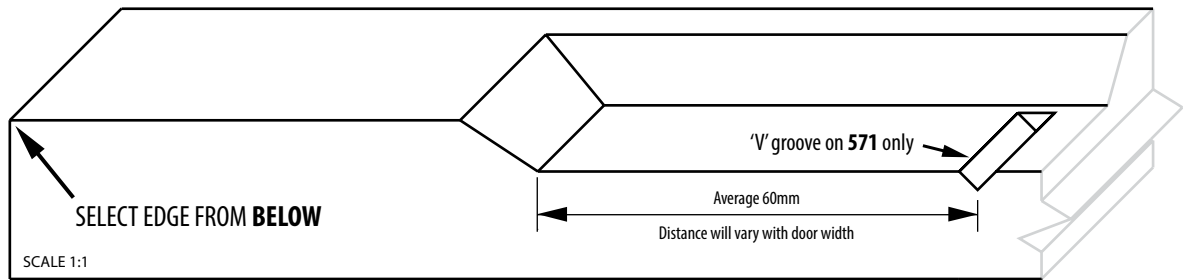 'V' groove on 571 only
Average 60mm
SELECT EDGE FROM BELOW
Distance will vary with door width
SCALE 1:1